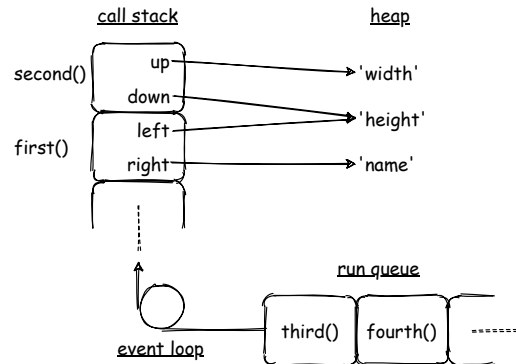 call stack
heap
second()
up
'width'
down
'height'
first()
left
right
'name'
run queue
third()
fourth()
event loop